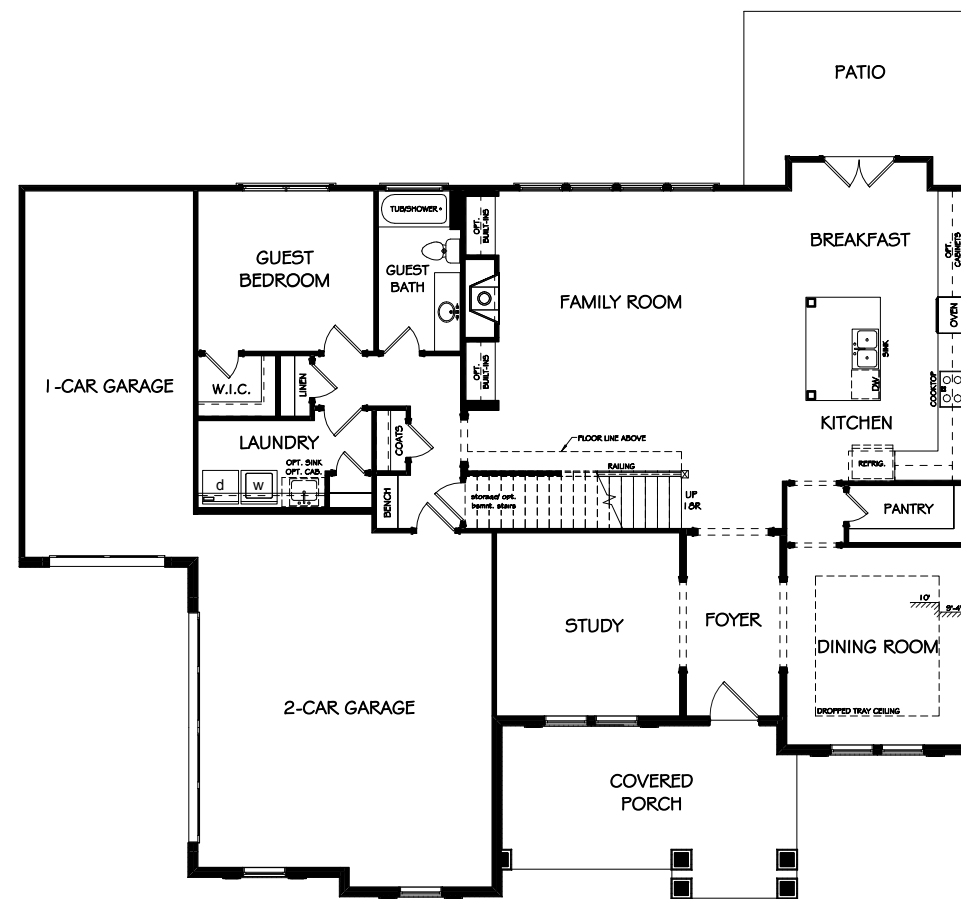 PATIO
TUB/SHOWER
OPT.
BUILT-INS
BREAKFAST
OPT.
CABINETS
GUEST
BEDROOM
GUEST
BATH
FAMILY ROOM
OVEN
SINK
1-CAR GARAGE
W.I.C.
LINEN
OPT.
BUILT-INS
DW
COOKTOP
KITCHEN
LAUNDRY
COATS
FLOOR LINE ABOVE
OPT. SINK
OPT. CAB.
RAILING
REFRIG.
d
w
BENCH
storage/ opt.
bsmnt. stairs
UP
18R
PANTRY
10'
9'-4"
STUDY
FOYER
DINING ROOM
2-CAR GARAGE
DROPPED TRAY CEILING
COVERED
PORCH